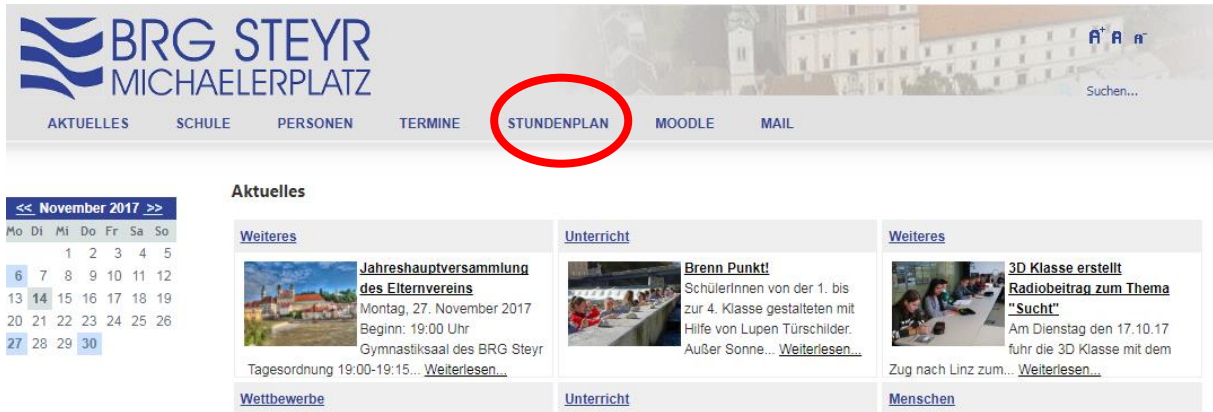 BRG STEYR
MICHAELERPLATZ
A+ A A-
Suchen...
AKTUELLES SCHULE PERSONEN TERMINE STUNDENPLAN MOODLE MAIL
<< November 2017 >>
Mo Di Mi Do Fr Sa So
1 2 3 4 5
6 7 8 9 10 11 12
13 14 15 16 17 18 19
20 21 22 23 24 25 26
27 28 29 30
Aktuelles
Weiteres
Jahreshauptversammlung
des Elternvereins
Montag, 27. November 2017
Beginn: 19:00 Uhr
Gymnastiksaal des BRG Steyr
Tagesordnung 19:00-19:15... Weiterlesen...
Unterricht
Brenn Punkt!
SchülerInnen von der 1. bis
zur 4. Klasse gestalteten mit
Hilfe von Lupen Türschilder.
Außer Sonne... Weiterlesen...
Weiteres
3D Klasse erstellt
Radiobeitrag zum Thema
"Sucht"
Am Dienstag den 17.10.17
fuhr die 3D Klasse mit dem
Zug nach Linz zum... Weiterlesen...
Wettbewerbe
Unterricht
Menschen